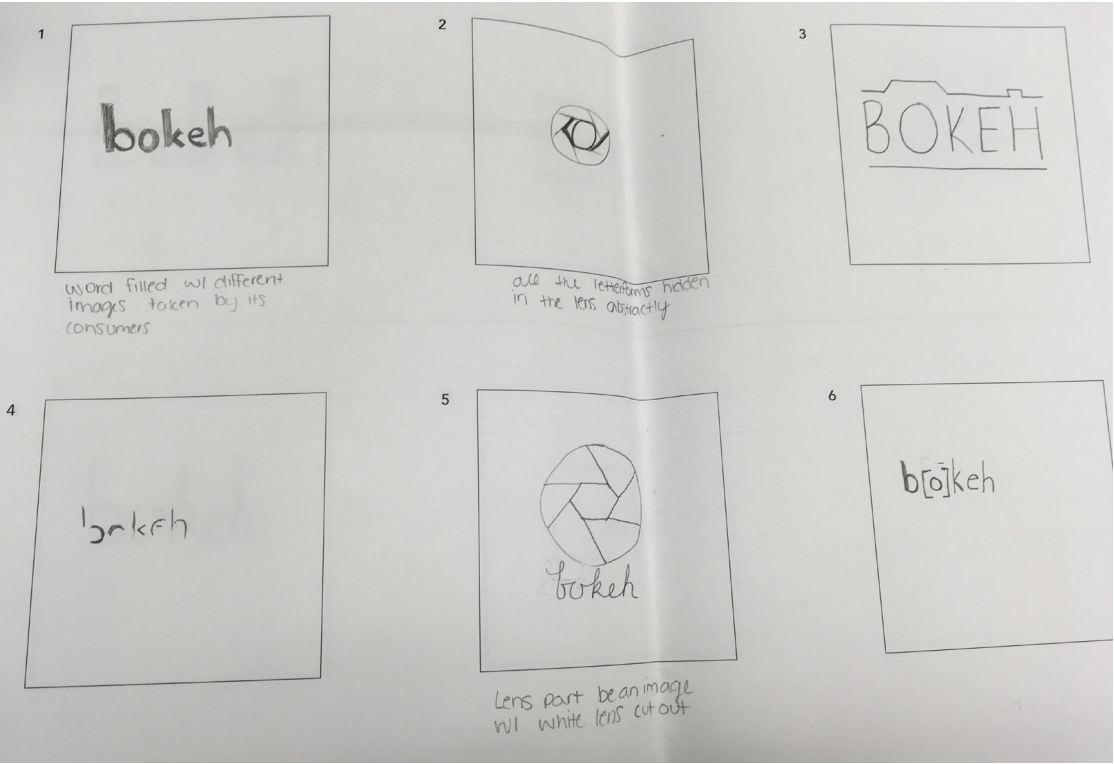 1
bokeh
word filled w/ different
images taken by its
consumers
2
all the letterforms hidden
in the lens abstractly
3
BOKEH
4
bokeh
5
bokeh
Lens part be an image
w/ white lens cut out
6
b[ō]keh